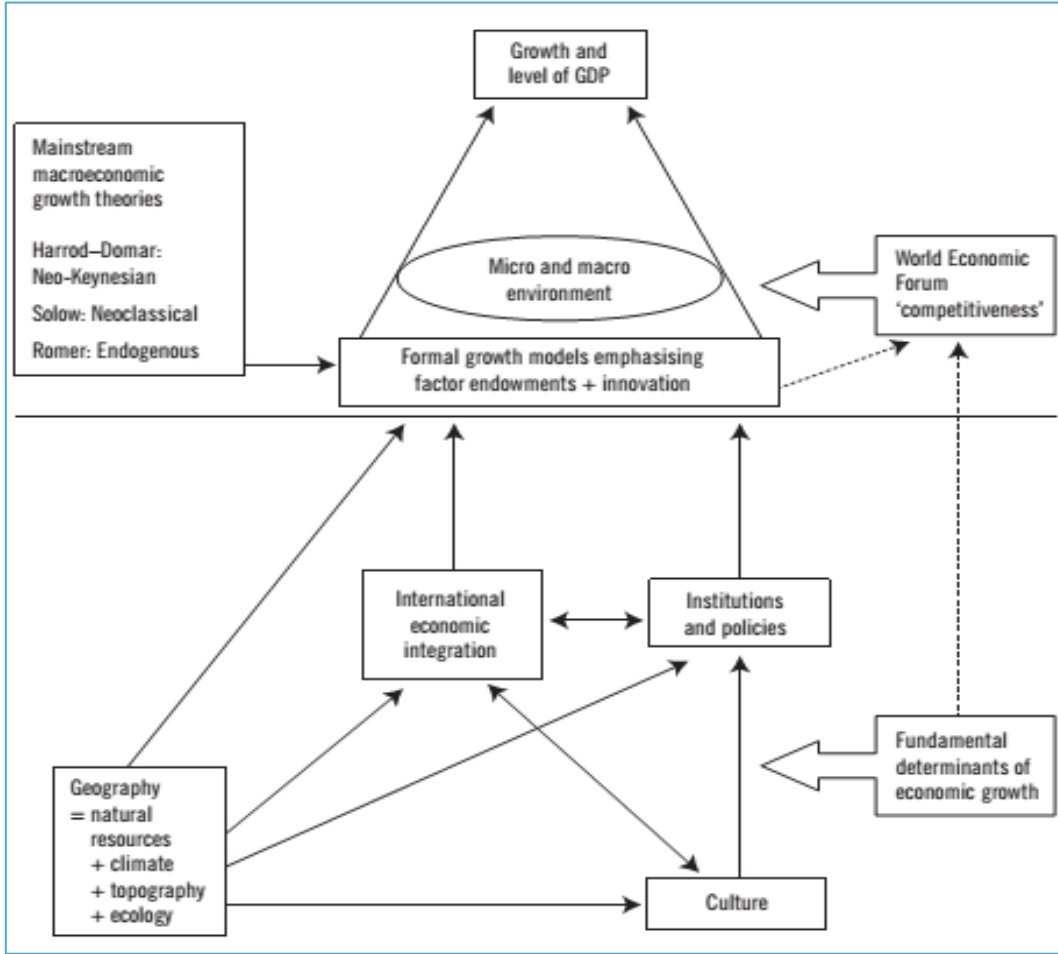 Growth and
level of GDP
Mainstream
macroeconomic
growth theories
Harrod–Domar:
Neo-Keynesian
Solow: Neoclassical
Romer: Endogenous
Micro and macro
environment
World Economic
Forum
'competitiveness'
Formal growth models emphasising
factor endowments + innovation
International
economic
integration
Institutions
and policies
Fundamental
determinants of
economic growth
Geography
= natural
resources
+ climate
+ topography
+ ecology
Culture